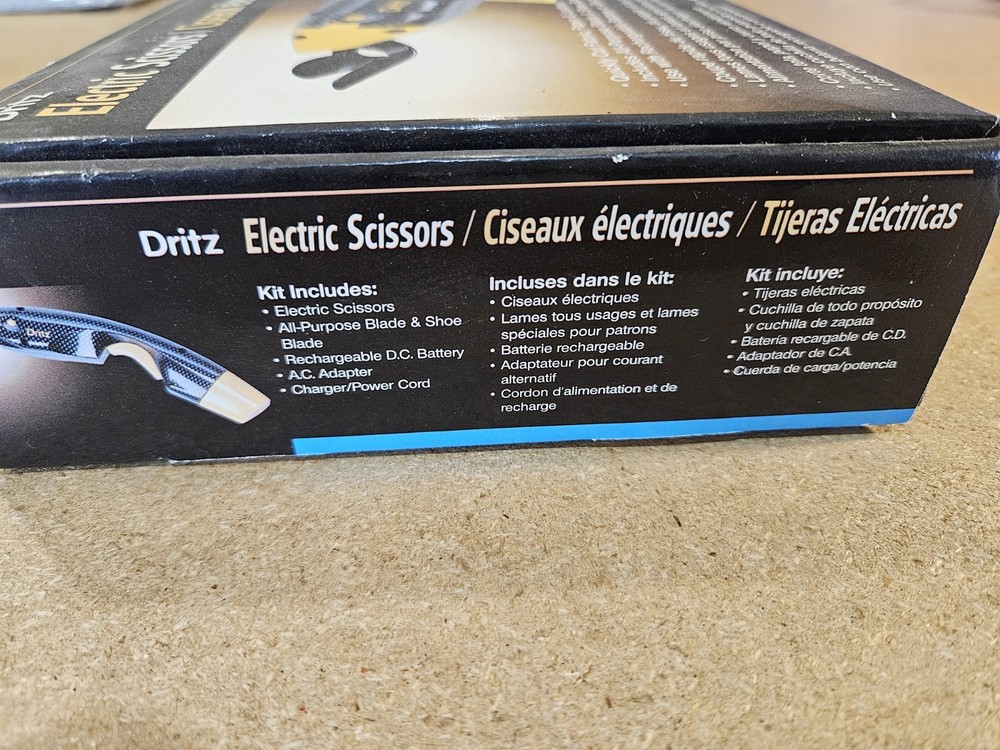 Dritz
Electric Scissors
Dritz Electric Scissors / Ciseaux électriques / Tijeras Eléctricas
Kit Includes:
• Electric Scissors
• All-Purpose Blade & Shoe
Blade
• Rechargeable D.C. Battery
• A.C. Adapter
• Charger/Power Cord
Incluses dans le kit:
• Ciseaux électriques
• Lames tous usages et lames
spéciales pour patrons
• Batterie rechargeable
• Adaptateur pour courant
alternatif
• Cordon d'alimentation et de
recharge
Kit incluye:
• Tijeras eléctricas
• Cuchilla de todo propósito
y cuchilla de zapata
• Batería recargable de C.D.
• Adaptador de C.A.
• Cuerda de carga/potencia
Dritz